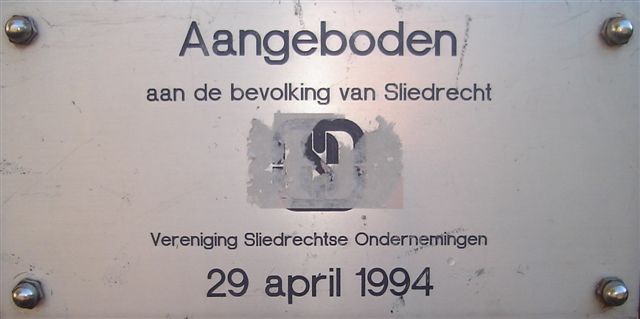 Aangeboden
aan de bevolking van Sliedrecht
Vereniging Sliedrechtse Ondernemingen
29 april 1994